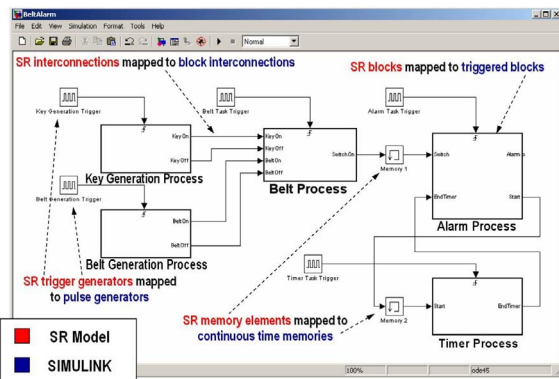 BeltAlarm
File Edit View Simulation Format Tools Help
Normal
SR interconnections mapped to block interconnections
SR blocks mapped to triggered blocks
Key Generation Trigger
Belt Task Trigger
Alarm Task Trigger
Key On
Key Off
Key Generation Process
Key On
Key Off
Belt On
Belt Off
Switch On
Belt Process
Memory 1
Switch
Alarm
EndTimer
Start
Alarm Process
Belt Generation Trigger
Belt On
Belt Off
Belt Generation Process
SR trigger generators mapped
to pulse generators
Timer Task Trigger
SR memory elements mapped to
continuous time memories
Memory 2
Start
EndTimer
Timer Process
SR Model
SIMULINK
100%
ode45